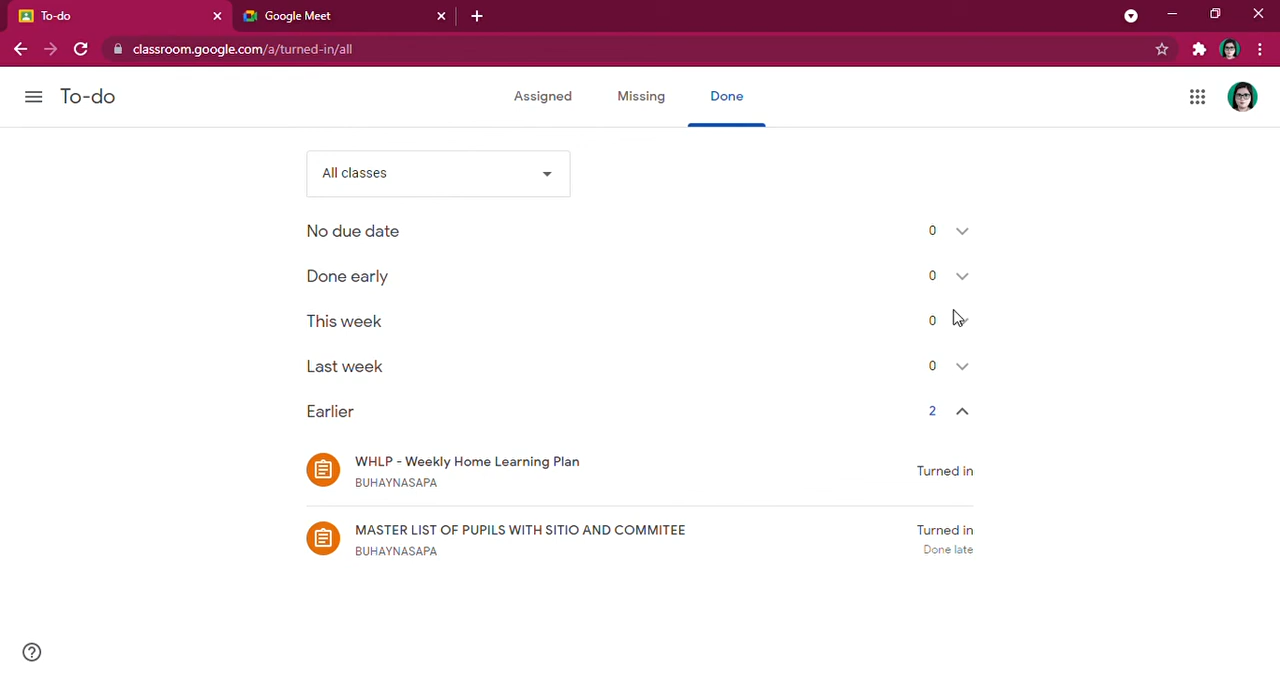 To-do
Google Meet
classroom.google.com/a/turned-in/all
To-do
Assigned
Missing
Done
All classes
No due date 0
Done early 0
This week 0
Last week 0
Earlier 2
WHLP - Weekly Home Learning Plan
BUHAYNASAPA
Turned in
MASTER LIST OF PUPILS WITH SITIO AND COMMITEE
BUHAYNASAPA
Turned in
Done late